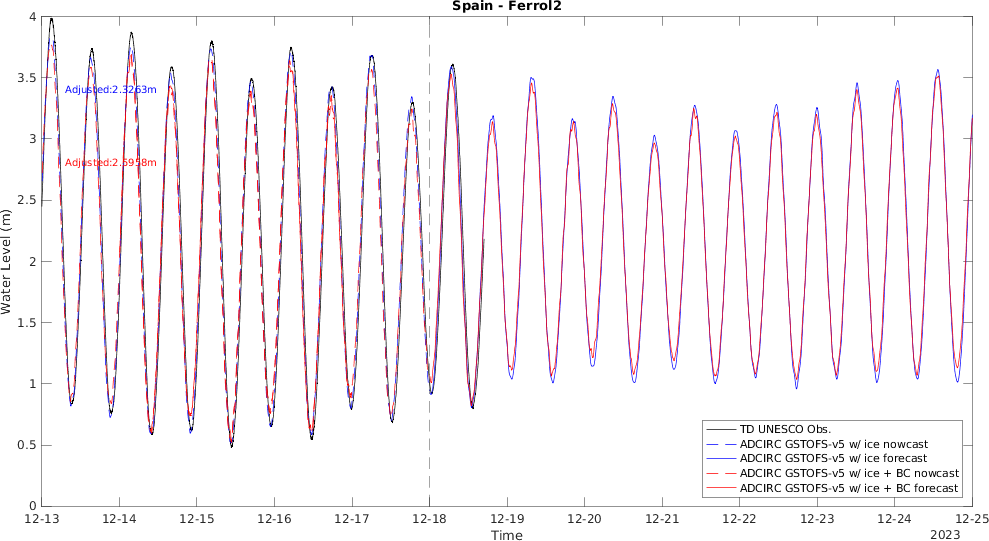 Spain - Ferrol2
4
3.5
3
2.5
2
1.5
1
0.5
0
Water Level (m)
Adjusted:2.3263m
Adjusted:2.5958m
TD UNESCO Obs.
ADCIRC GSTOFS-v5 w/ ice nowcast
ADCIRC GSTOFS-v5 w/ ice forecast
ADCIRC GSTOFS-v5 w/ ice + BC nowcast
ADCIRC GSTOFS-v5 w/ ice + BC forecast
12-13 12-14 12-15 12-16 12-17 12-18 12-19 12-20 12-21 12-22 12-23 12-24 12-25
Time
2023